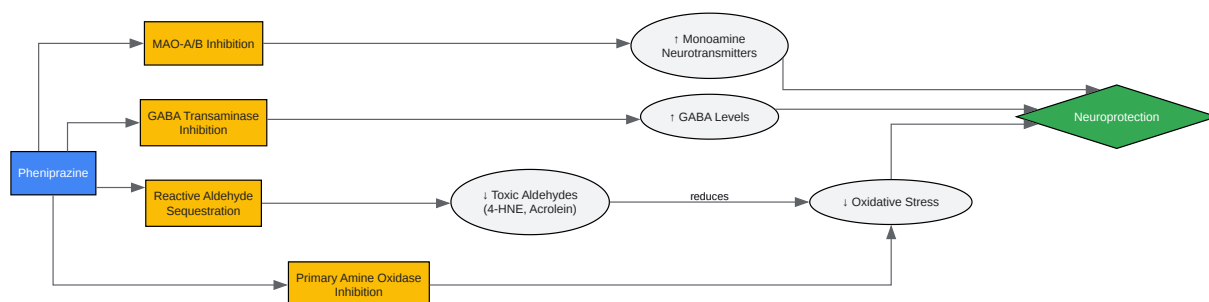 MAO-A/B Inhibition
↑ Monoamine
Neurotransmitters
GABA Transaminase
Inhibition
↑ GABA Levels
Neuroprotection
Pheniprazine
Reactive Aldehyde
Sequestration
↓ Toxic Aldehydes
(4-HNE, Acrolein)
reduces
↓ Oxidative Stress
Primary Amine Oxidase
Inhibition